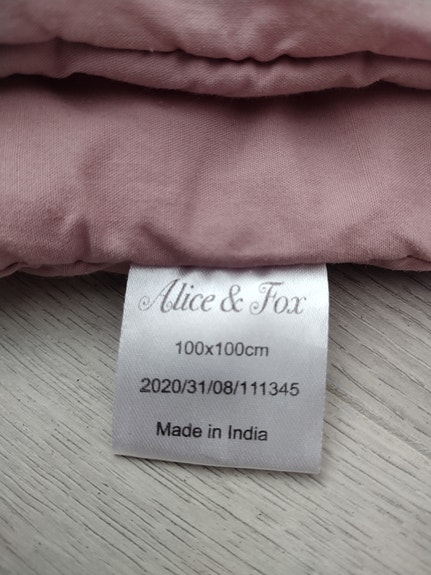 Alice & Fox
100x100cm
2020/31/08/111345
Made in India